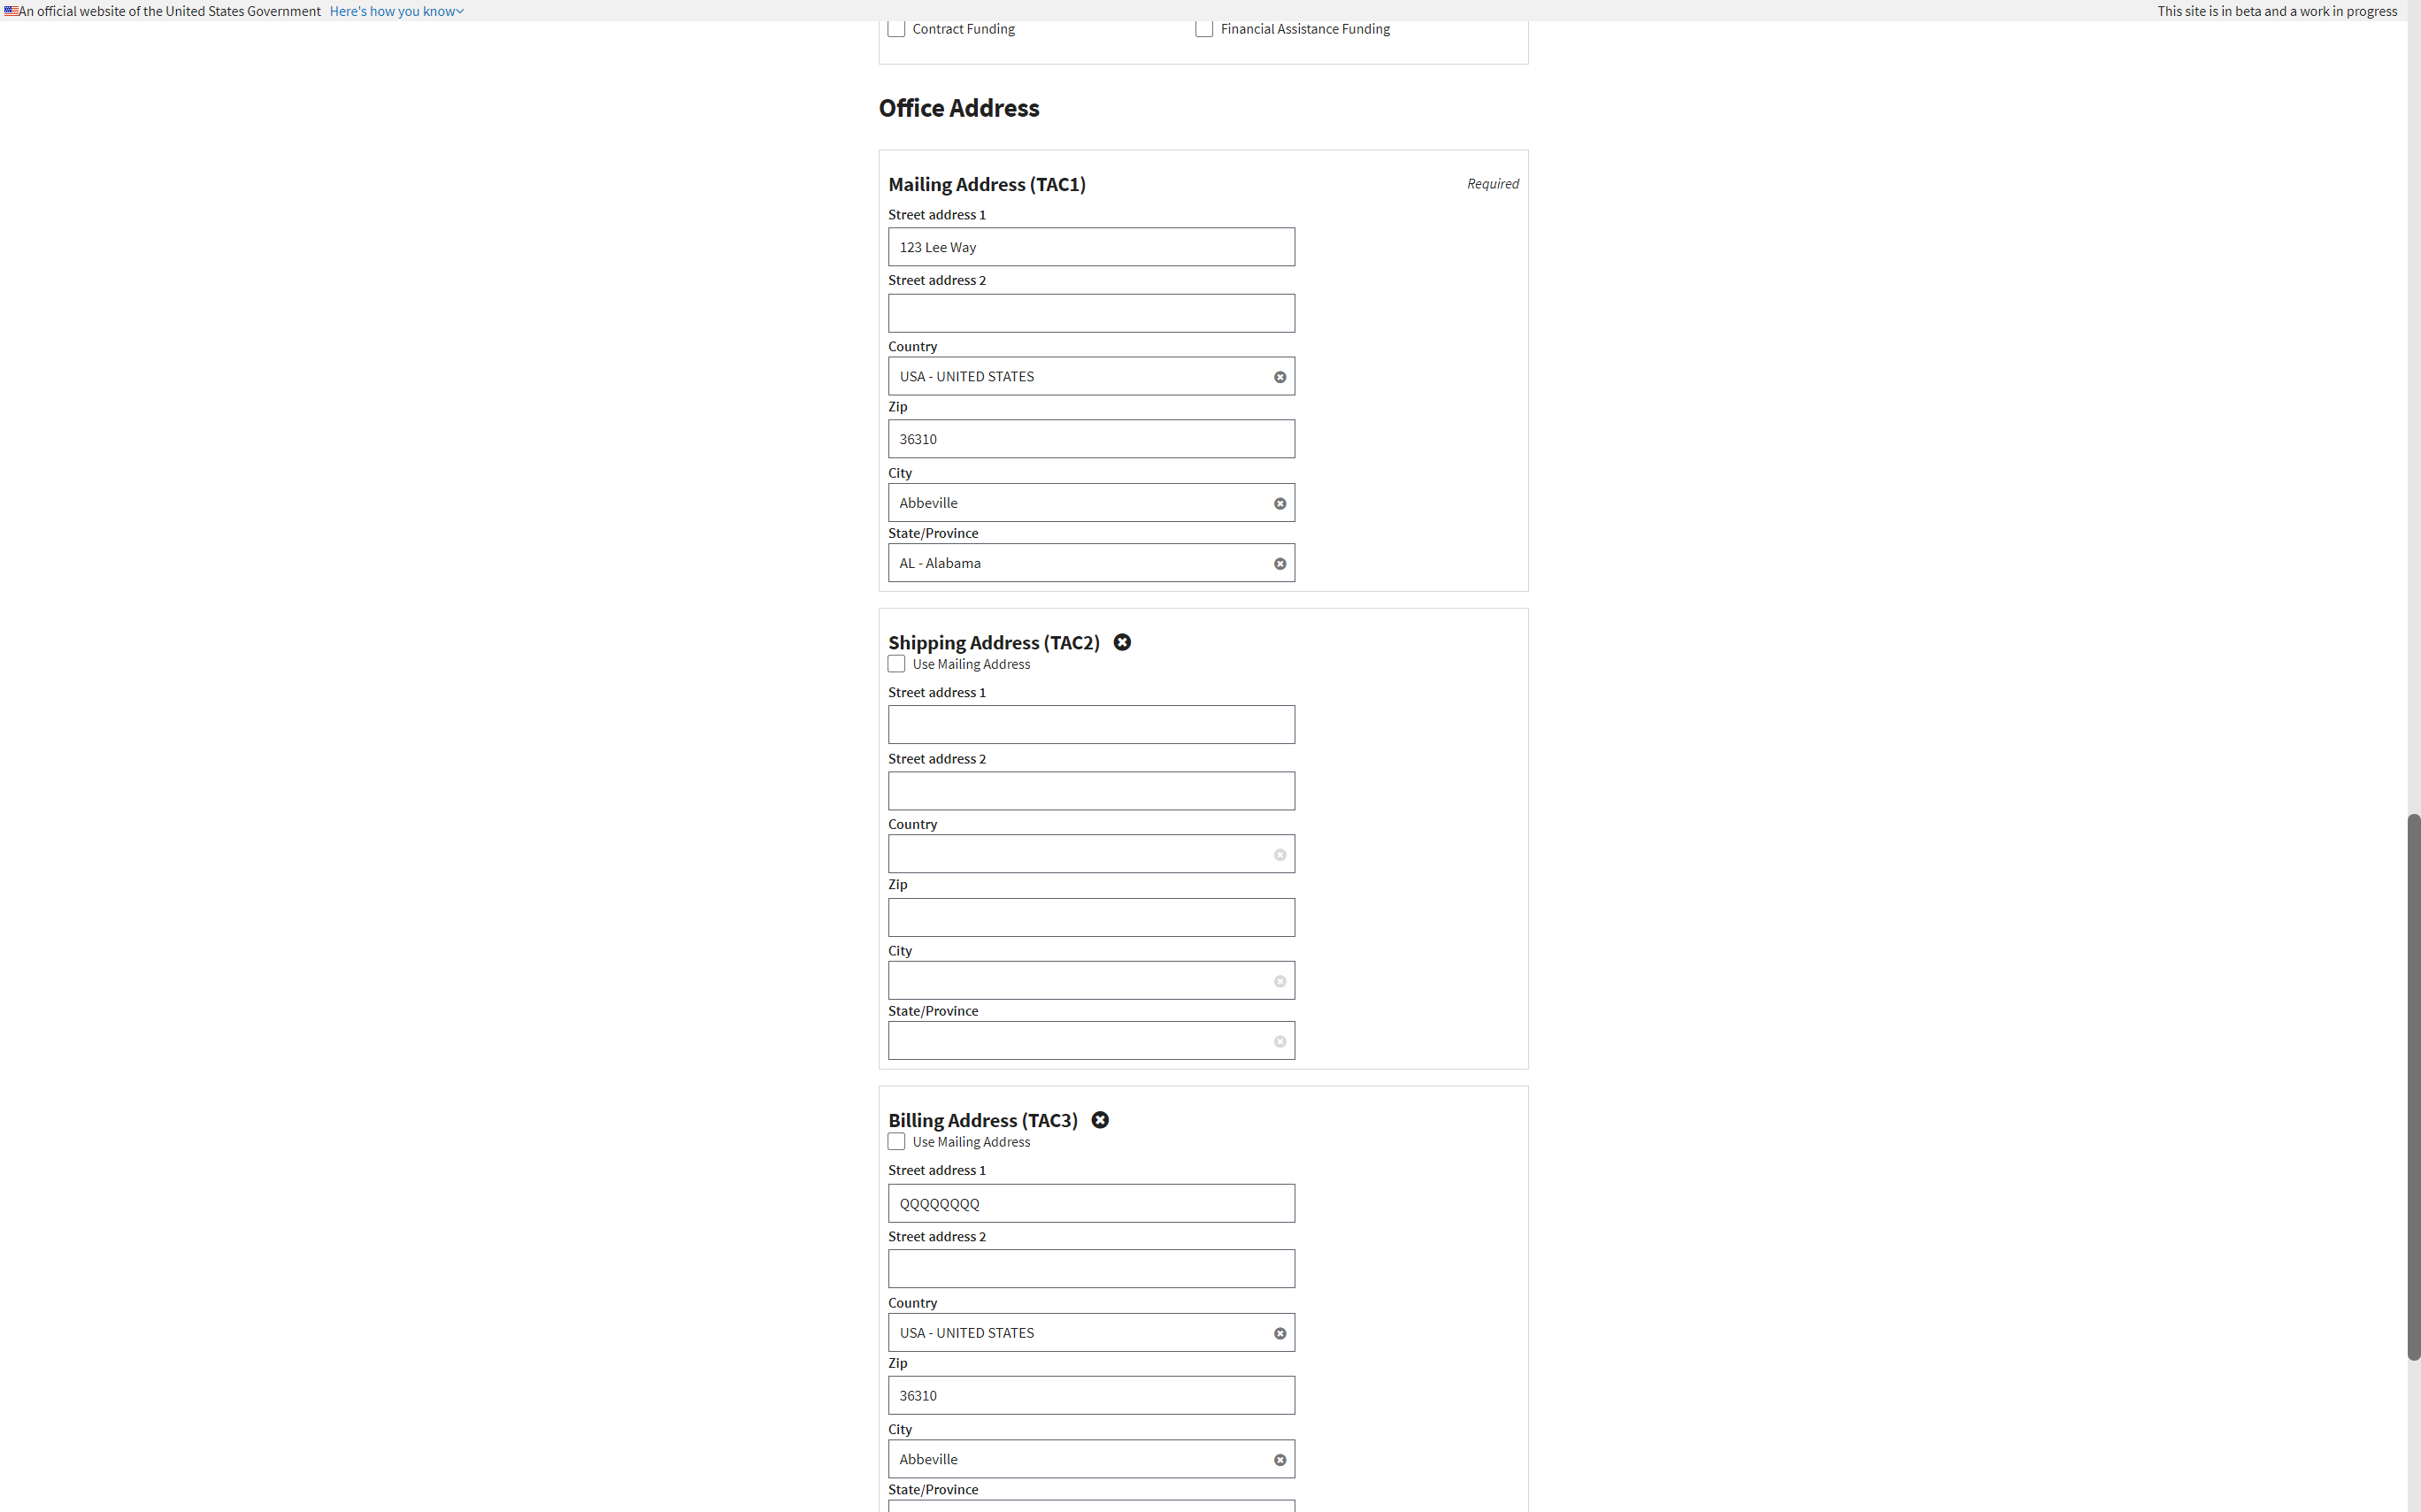 An official website of the United States Government Here's how you know
This site is in beta and a work in progress
Contract Funding
Financial Assistance Funding
Office Address
Mailing Address (TAC1)
Required
Street address 1
123 Lee Way
Street address 2
Country
USA - UNITED STATES
Zip
36310
City
Abbeville
State/Province
AL - Alabama
Shipping Address (TAC2)
Use Mailing Address
Street address 1
Street address 2
Country
Zip
City
State/Province
Billing Address (TAC3)
Use Mailing Address
Street address 1
QQQQQQQQ
Street address 2
Country
USA - UNITED STATES
Zip
36310
City
Abbeville
State/Province